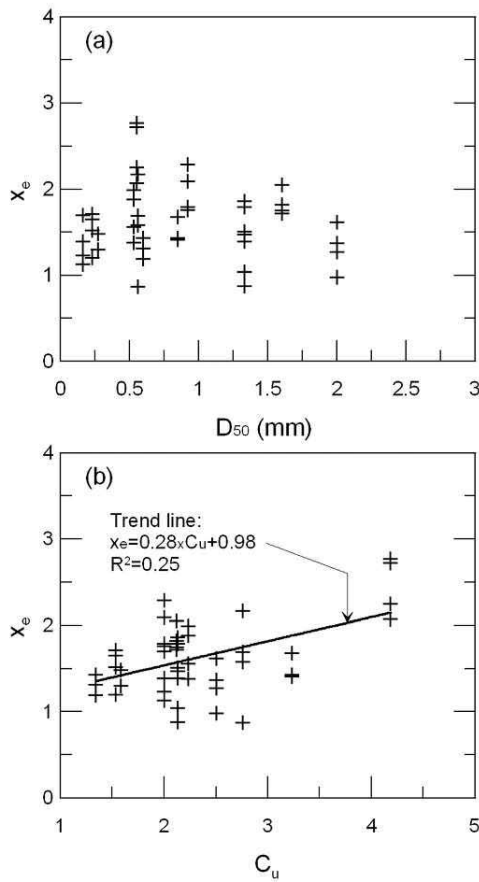 4
(a)
3
xe
2
1
0
0 0.5 1 1.5 2 2.5 3
D50 (mm)
4
(b)
3
Trend line:
xe=0.28xCu+0.98
R²=0.25
xe
2
1
0
1 2 3 4 5
Cu